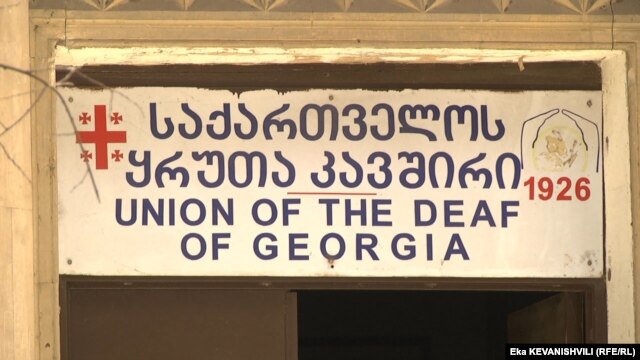 საქართველოს
ყრუთა კავშირი
1926
UNION OF THE DEAF
OF GEORGIA
Eka KEVANISHVILI (RFE/RL)